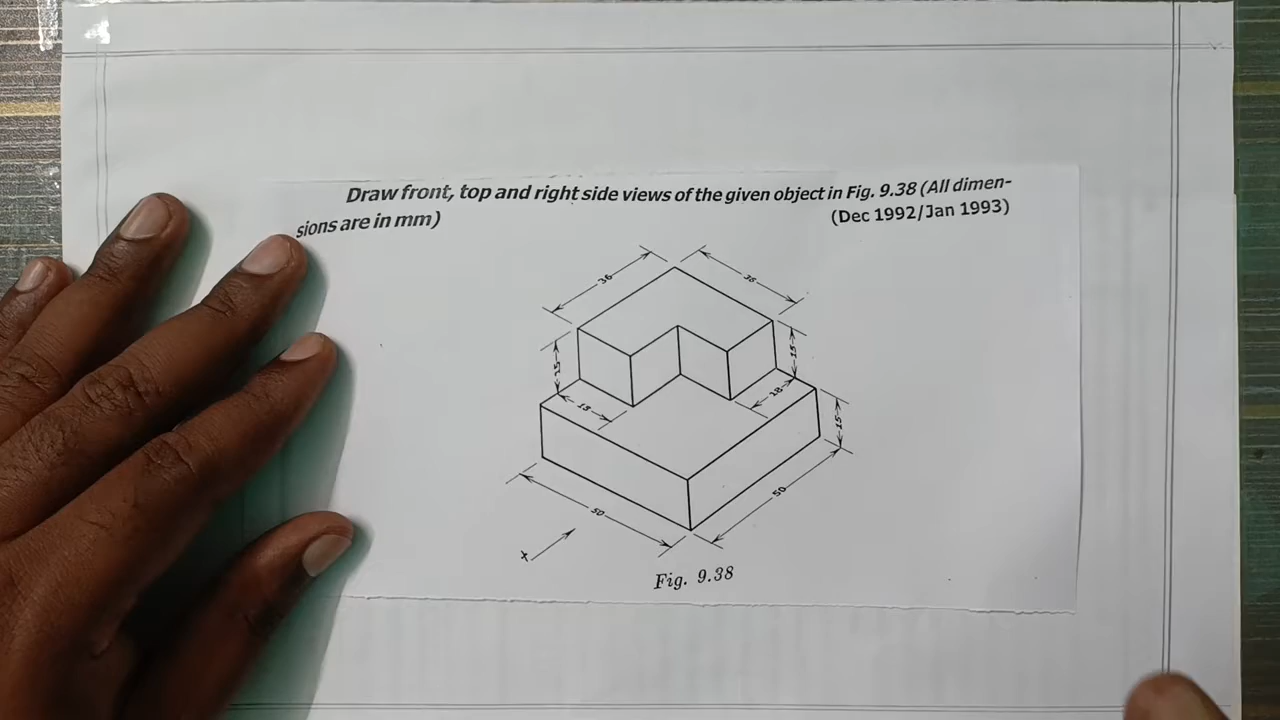 Draw front, top and right side views of the given object in Fig. 9.38 (All dimen-
sions are in mm)
(Dec 1992/Jan 1993)
36
36
15
15
18
18
15
50
50
X
Fig. 9.38